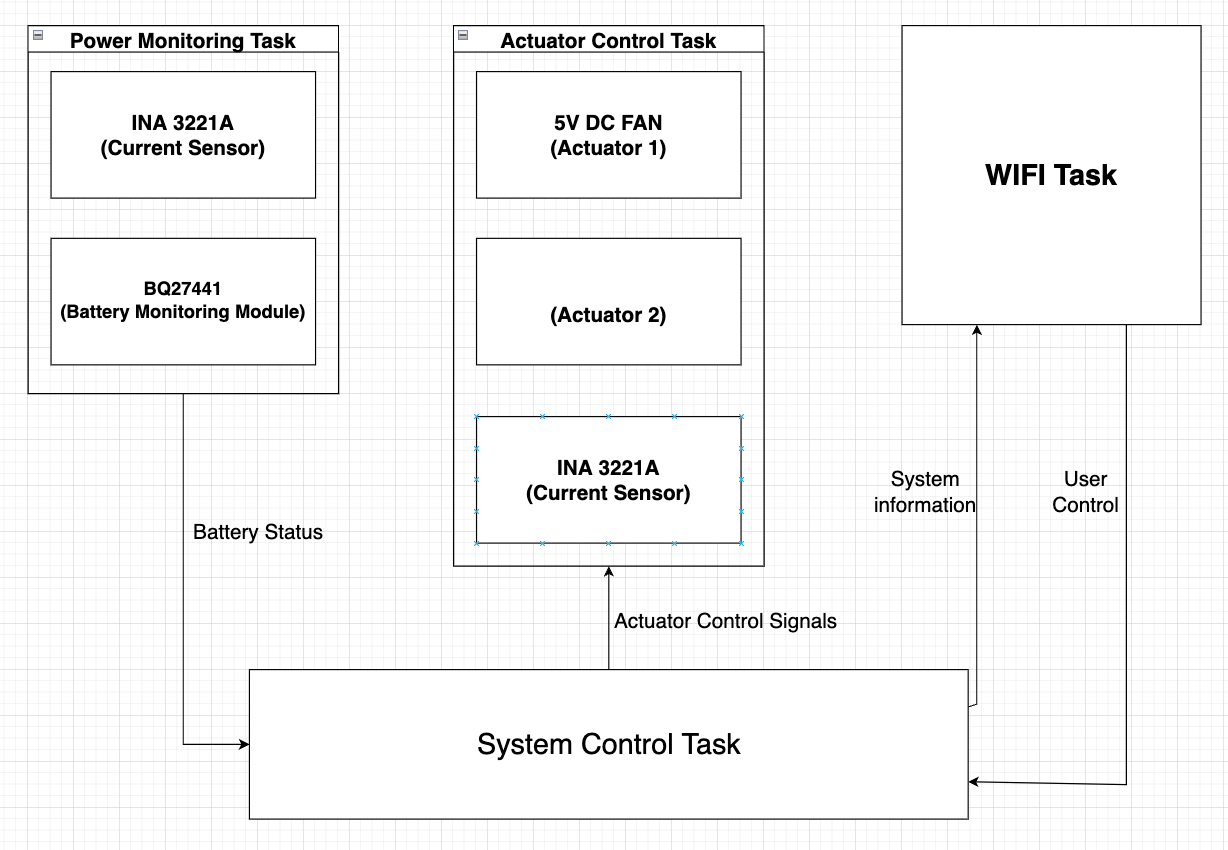 Power Monitoring Task
INA 3221A
(Current Sensor)
BQ27441
(Battery Monitoring Module)
Actuator Control Task
5V DC FAN
(Actuator 1)
(Actuator 2)
INA 3221A
(Current Sensor)
WIFI Task
System
information
User
Control
Battery Status
Actuator Control Signals
System Control Task